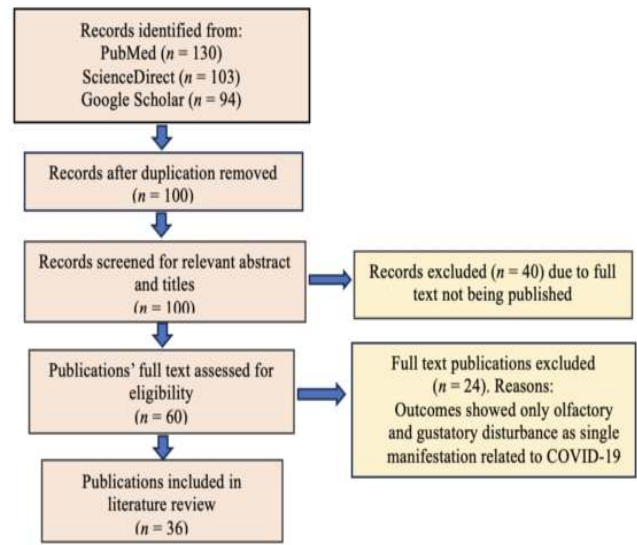 Records identified from:
PubMed (n = 130)
ScienceDirect (n = 103)
Google Scholar (n = 94)
Records after duplication removed
(n = 100)
Records screened for relevant abstract
and titles
(n = 100)
Records excluded (n = 40) due to full
text not being published
Publications’ full text assessed for
eligibility
(n = 60)
Full text publications excluded
(n = 24). Reasons:
Outcomes showed only olfactory
and gustatory disturbance as single
manifestation related to COVID-19
Publications included in
literature review
(n = 36)